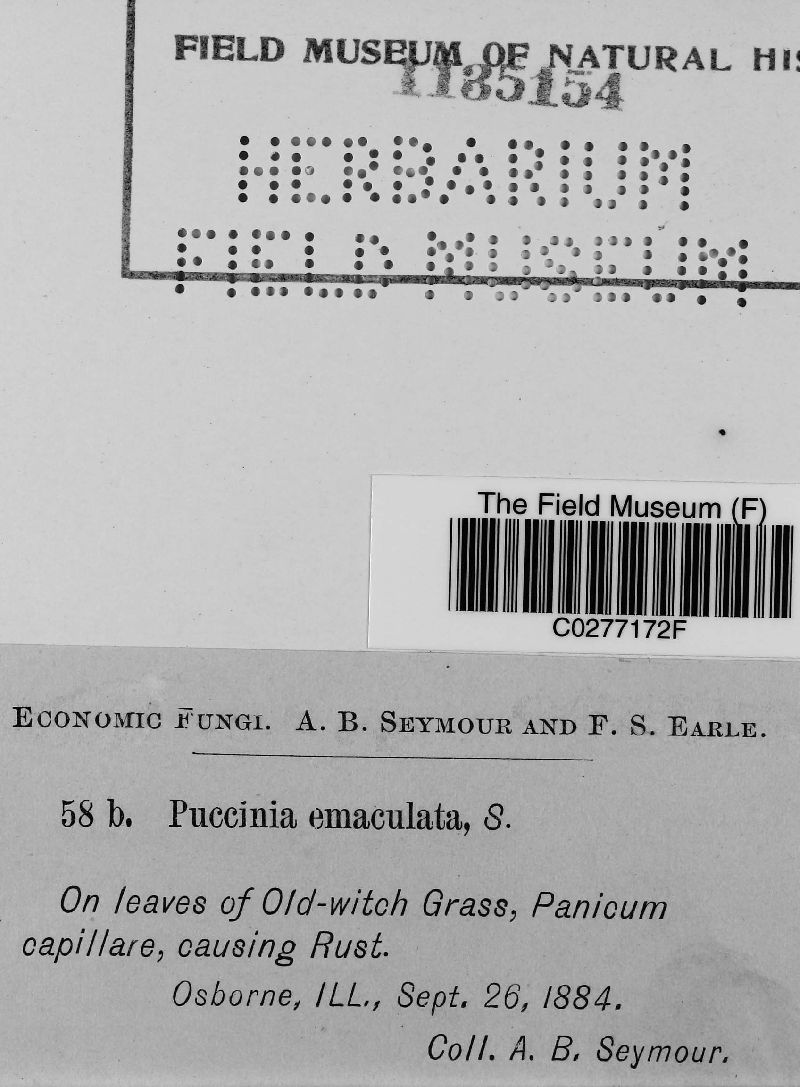 FIELD MUSEUM OF NATURAL HIS
1185154
HERBARIUM
FIELD MUSEUM
The Field Museum (F)
C0277172F
Economic Fungi. A. B. Seymour and F. S. Earle.
58 b. Puccinia emaculata, S.
On leaves of Old-witch Grass, Panicum
capillare, causing Rust.
Osborne, ILL., Sept. 26, 1884.
Coll. A. B. Seymour.